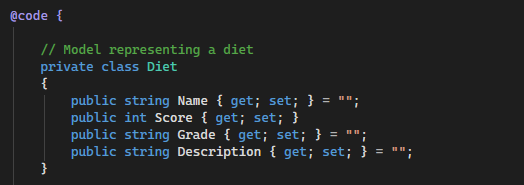 @code {
// Model representing a diet
private class Diet
{
public string Name { get; set; } = "";
public int Score { get; set; }
public string Grade { get; set; } = "";
public string Description { get; set; } = "";
}